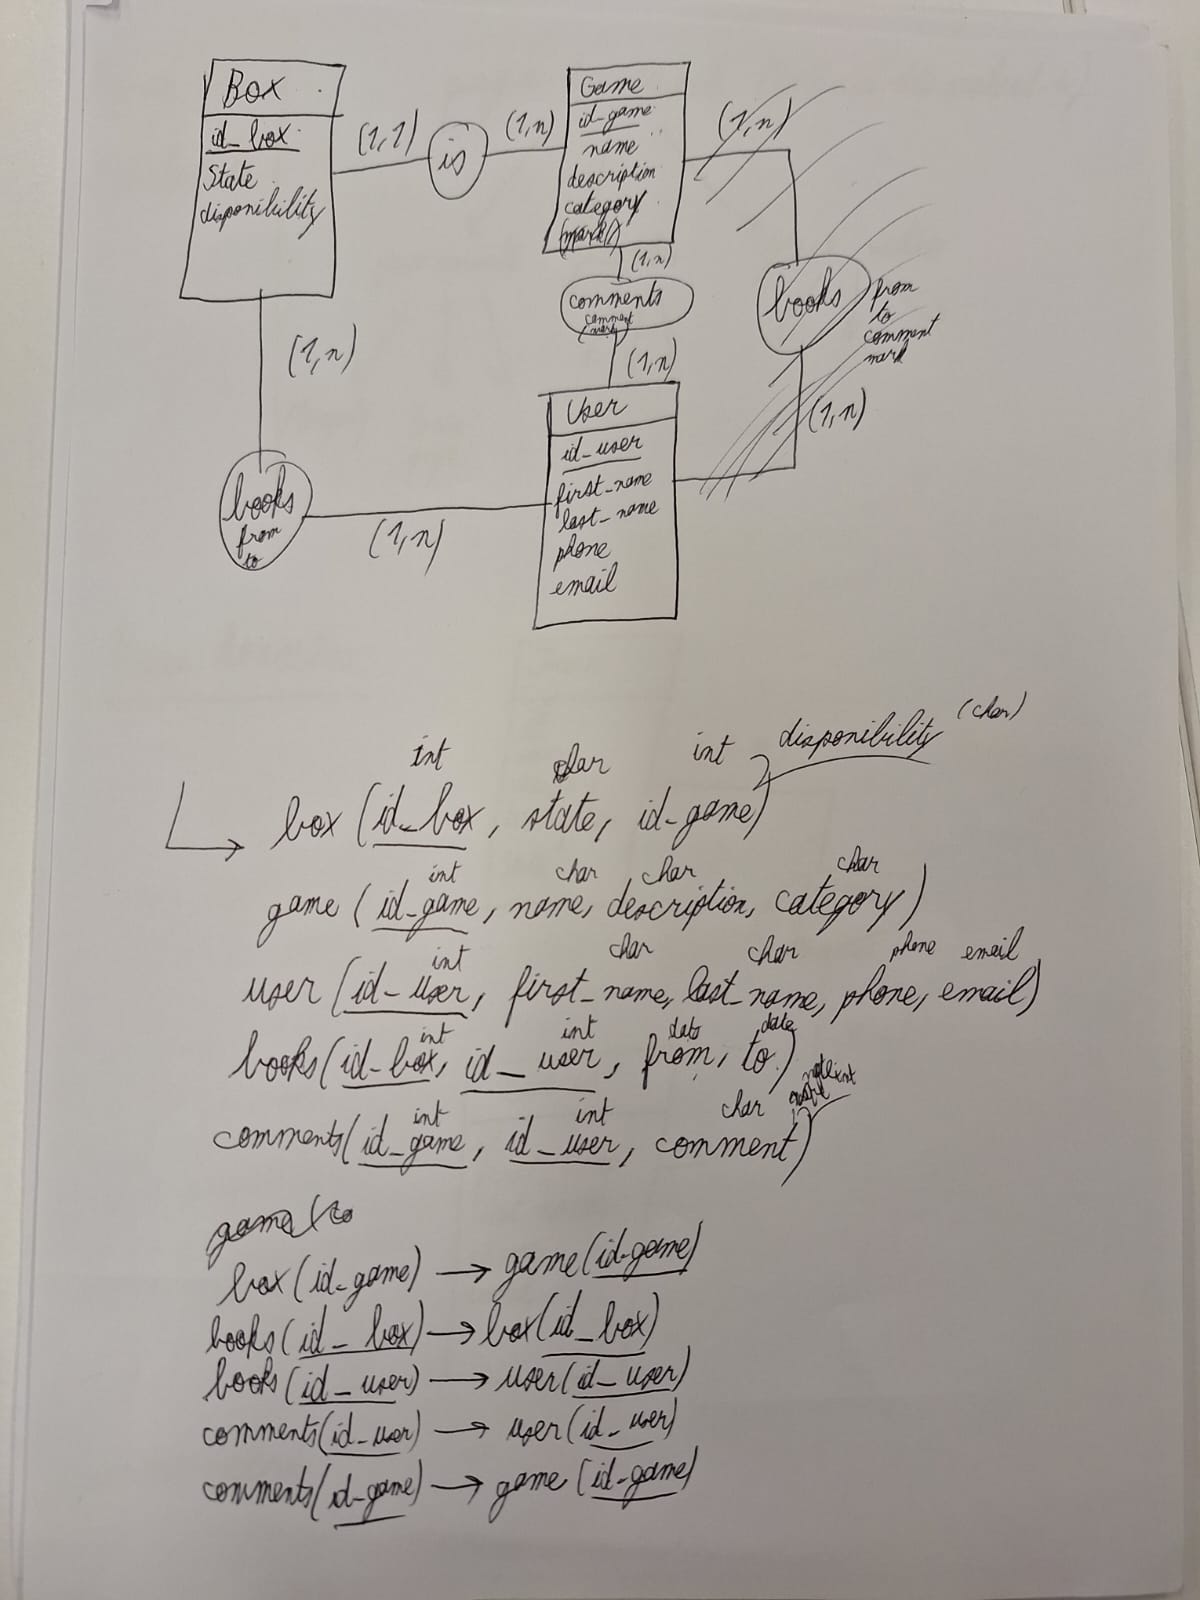 Box
id_box
State
disponibility
(1,1)
is
(1,n)
Game
id_game
name
description
category
(mark)
(1,n)
books
from
to
comment
mark
(1,n)
(1,n)
comments
comment
mark
(1,n)
User
id_user
first_name
last_name
phone
email
(1,n)
books
from
to
(1,n)
int char int disponibility (char)
box (id_box, state, id_game)
int char char char
game (id_game, name, description, category)
int char char phone email
user (id_user, first_name, last_name, phone, email)
int int date date
books (id_box, id_user, from, to)
int int char note int
comments (id_game, id_user, comment)
game (to
box (id_game) → game (id_game)
books (id_box) → box (id_box)
books (id_user) → user (id_user)
comments (id_user) → user (id_user)
comments (id_game) → game (id_game)